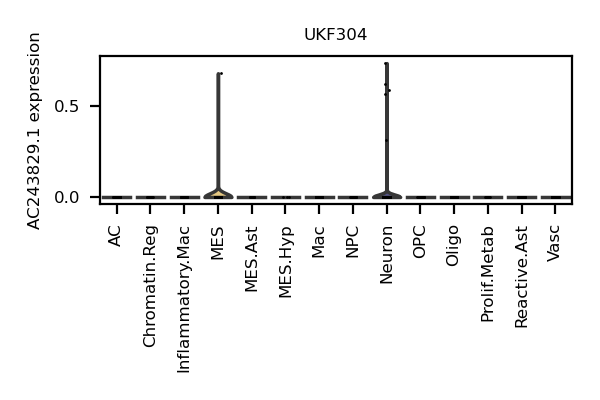 UKF304
AC243829.1 expression
0.5
0.0
AC
Chromatin.Reg
Inflammatory.Mac
MES
MES.Ast
MES.Hyp
Mac
NPC
Neuron
OPC
Oligo
Prolif.Metab
Reactive.Ast
Vasc